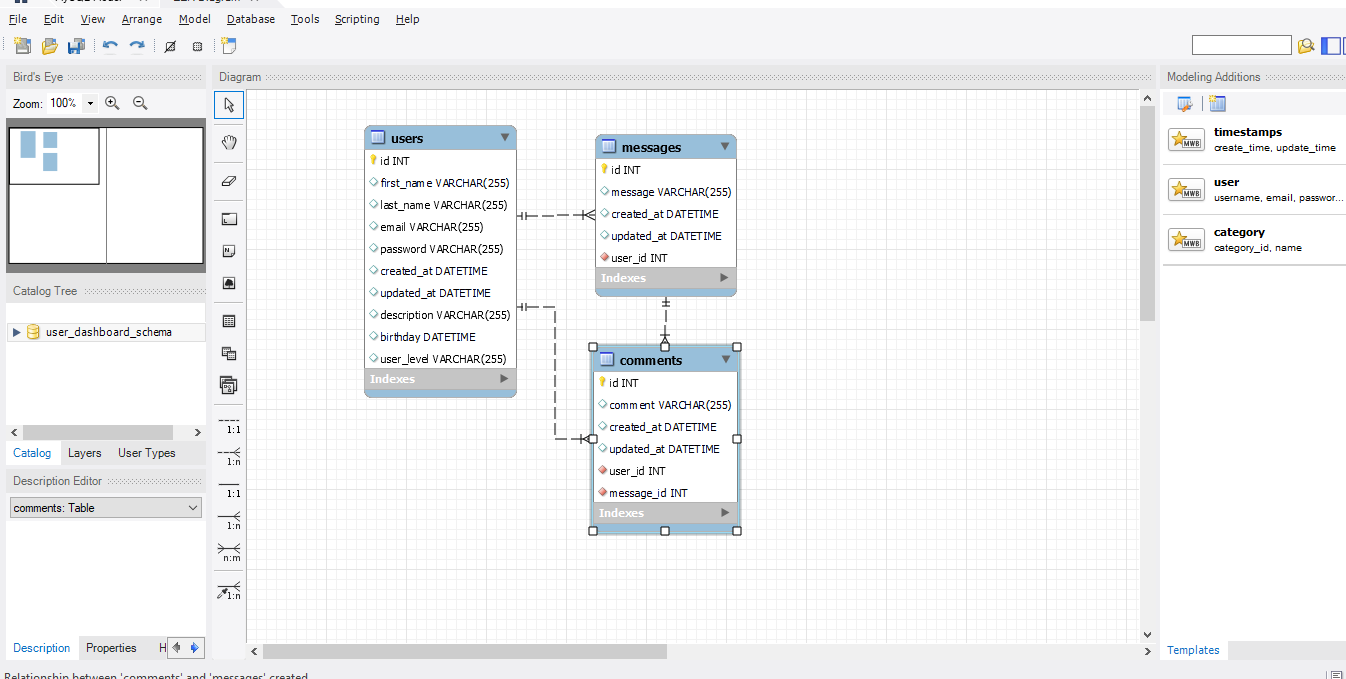 File Edit View Arrange Model Database Tools Scripting Help
Bird's Eye
Zoom: 100%
Catalog Tree
user_dashboard_schema
Catalog Layers User Types
Description Editor
comments: Table
Description Properties H
Diagram
1:1
1:n
1:1
1:n
n:m
1:n
users
id INT
first_name VARCHAR(255)
last_name VARCHAR(255)
email VARCHAR(255)
password VARCHAR(255)
created_at DATETIME
updated_at DATETIME
description VARCHAR(255)
birthday DATETIME
user_level VARCHAR(255)
Indexes
messages
id INT
message VARCHAR(255)
created_at DATETIME
updated_at DATETIME
user_id INT
Indexes
comments
id INT
comment VARCHAR(255)
created_at DATETIME
updated_at DATETIME
user_id INT
message_id INT
Indexes
Modeling Additions
MWB
timestamps
create_time, update_time
MWB
user
username, email, passwor...
MWB
category
category_id, name
Templates
Relationship between 'comments' and 'messages' created